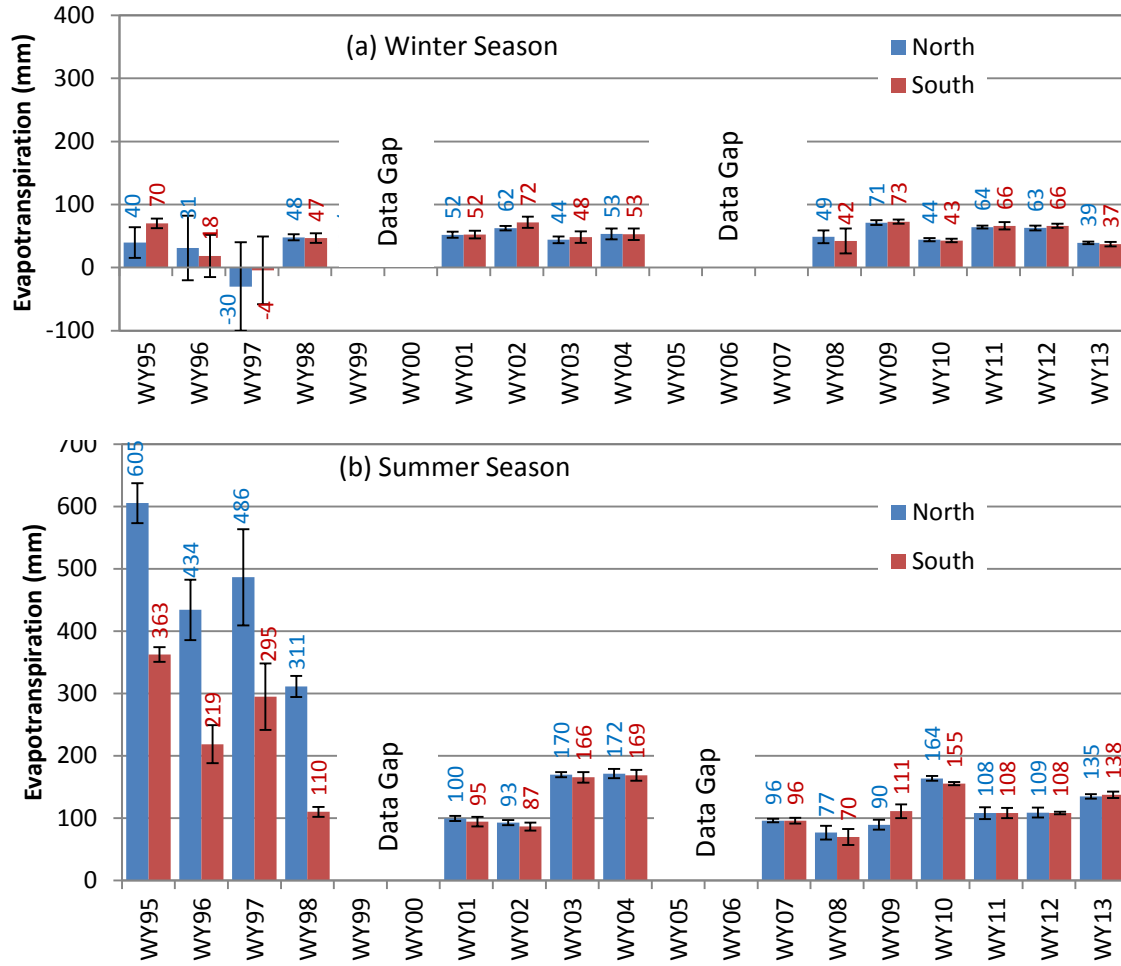 400
(a) Winter Season
North
300
South
200
100
0
-100
Evapotranspiration (mm)
40
70
31
18
-30
-4
48
47
Data Gap
52
52
62
72
44
48
53
53
Data Gap
49
42
71
73
44
43
64
66
63
66
39
37
WY95
WY96
WY97
WY98
WY99
WY00
WY01
WY02
WY03
WY04
WY05
WY06
WY07
WY08
WY09
WY10
WY11
WY12
WY13
700
(b) Summer Season
600
North
500
South
400
300
200
100
0
Evapotranspiration (mm)
605
363
434
219
486
295
311
110
Data Gap
100
95
93
87
170
166
172
169
Data Gap
96
96
77
70
90
111
164
155
108
108
109
108
135
138
WY95
WY96
WY97
WY98
WY99
WY00
WY01
WY02
WY03
WY04
WY05
WY06
WY07
WY08
WY09
WY10
WY11
WY12
WY13